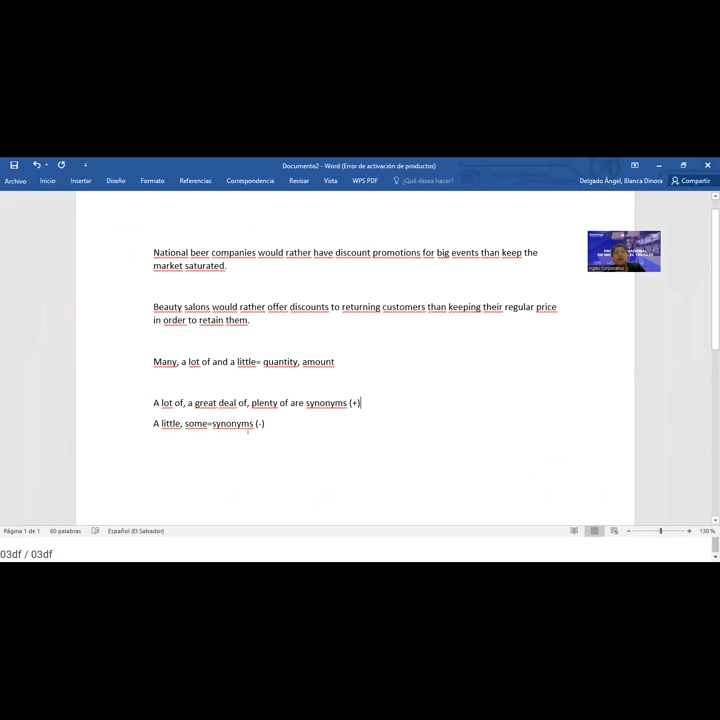 Documento2 - Word (Error de activación de productos)
Archivo Inicio Insertar Diseño Formato Referencias Correspondencia Revisar Vista WPS PDF ¿Qué desea hacer? Delgado Ángel, Blanca Dinora Compartir
National beer companies would rather have discount promotions for big events than keep the
market saturated.
Ingles Corporativo
Beauty salons would rather offer discounts to returning customers than keeping their regular price
in order to retain them.
Many, a lot of and a little= quantity, amount
A lot of, a great deal of, plenty of are synonyms (+)
A little, some=synonyms (-)
Página 1 de 1 60 palabras Español (El Salvador) 130 %
03df / 03df